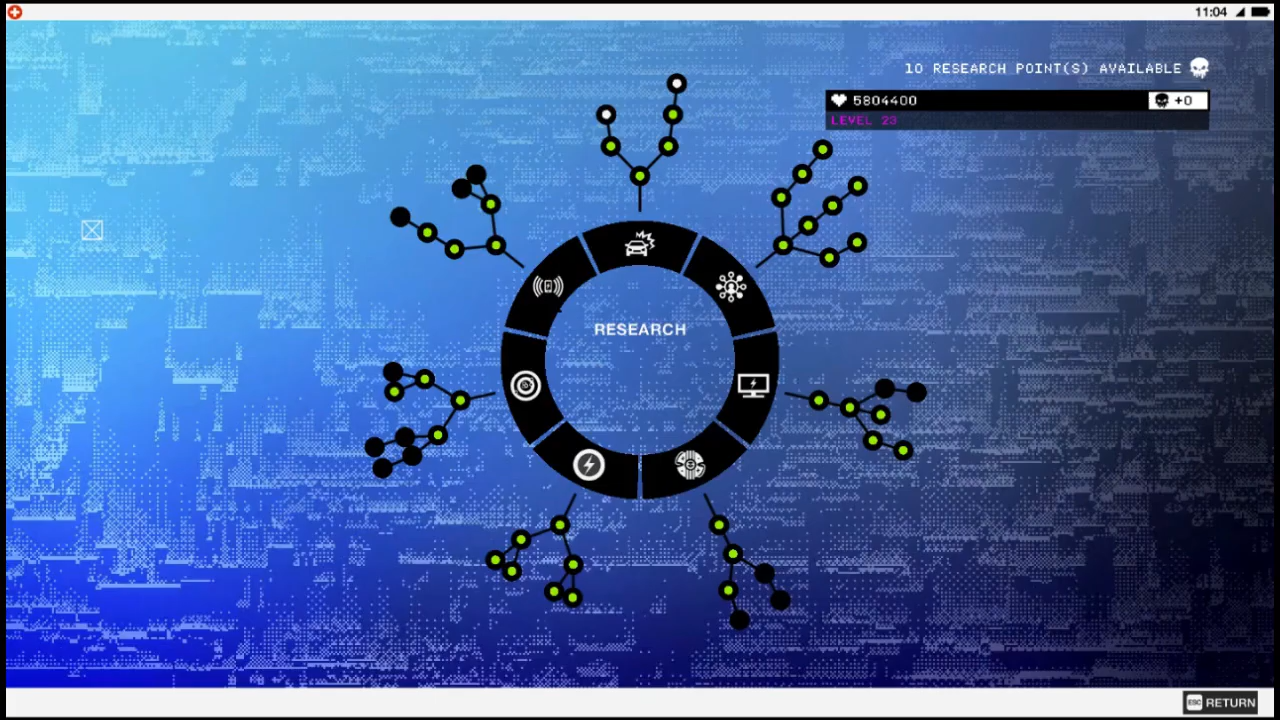 11:04
10 RESEARCH POINT(S) AVAILABLE
5804400 +0
LEVEL 23
RESEARCH
ESC RETURN